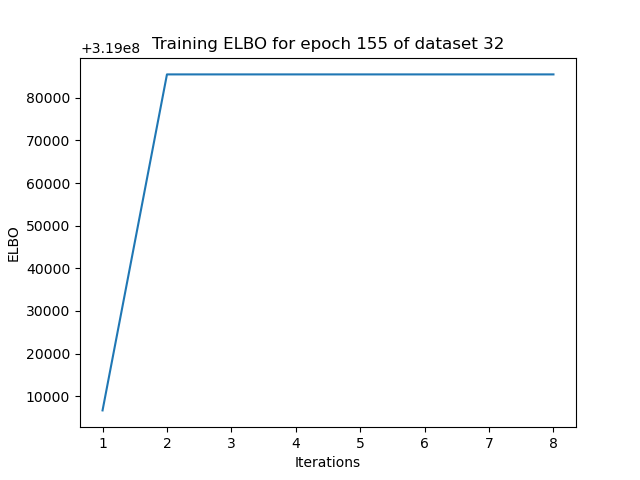 Training ELBO for epoch 155 of dataset 32
+3.19e8
80000
70000
60000
50000
40000
30000
20000
10000
ELBO
1 2 3 4 5 6 7 8
Iterations